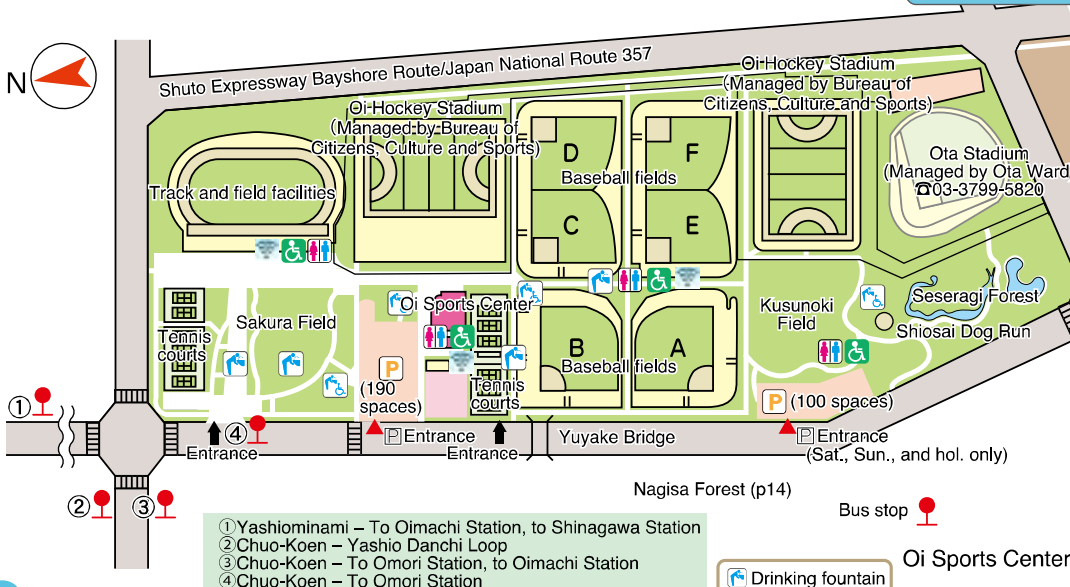 N
Shuto Expressway Bayshore Route/Japan National Route 357
Oi Hockey Stadium
(Managed by Bureau of
Citizens, Culture and Sports)
Oi Hockey Stadium
(Managed by Bureau of
Citizens, Culture and Sports)
Track and field facilities
D
F
Baseball fields
C
E
Ota Stadium
(Managed by Ota Ward
☎03-3799-5820
Tennis
courts
Sakura Field
Oi Sports Center
P
(190
spaces)
Tennis
courts
B
A
Baseball fields
Kusunoki
Field
Seseragi Forest
Shiosai Dog Run
P
(100 spaces)
①
④
Entrance
P Entrance
Entrance
Yuyake Bridge
P Entrance
(Sat., Sun., and hol. only)
②
③
Nagisa Forest (p14)
Bus stop
①Yashiominami – To Oimachi Station, to Shinagawa Station
②Chuo-Koen – Yashio Danchi Loop
③Chuo-Koen – To Omori Station, to Oimachi Station
④Chuo-Koen – To Omori Station
Drinking fountain
Oi Sports Center